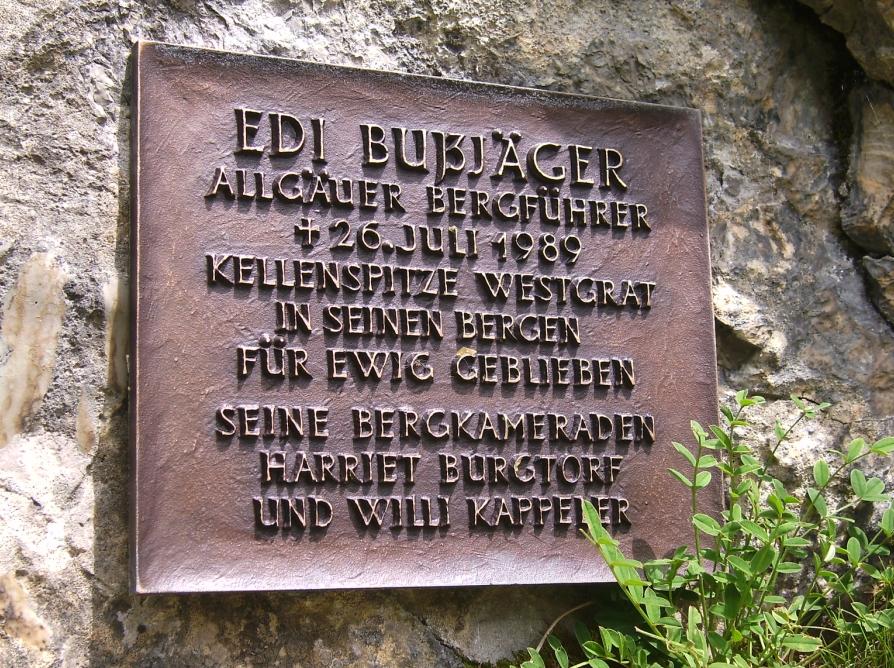 EDI BUßJÄGER
ALLGÄUER BERGFÜHRER
✝ 26. JULI 1989
KELLENSPITZE WESTGRAT
IN SEINEN BERGEN
FÜR EWIG GEBLIEBEN
SEINE BERGKAMERADEN
HARRIET BURGTORF
UND WILLI KAPPELER